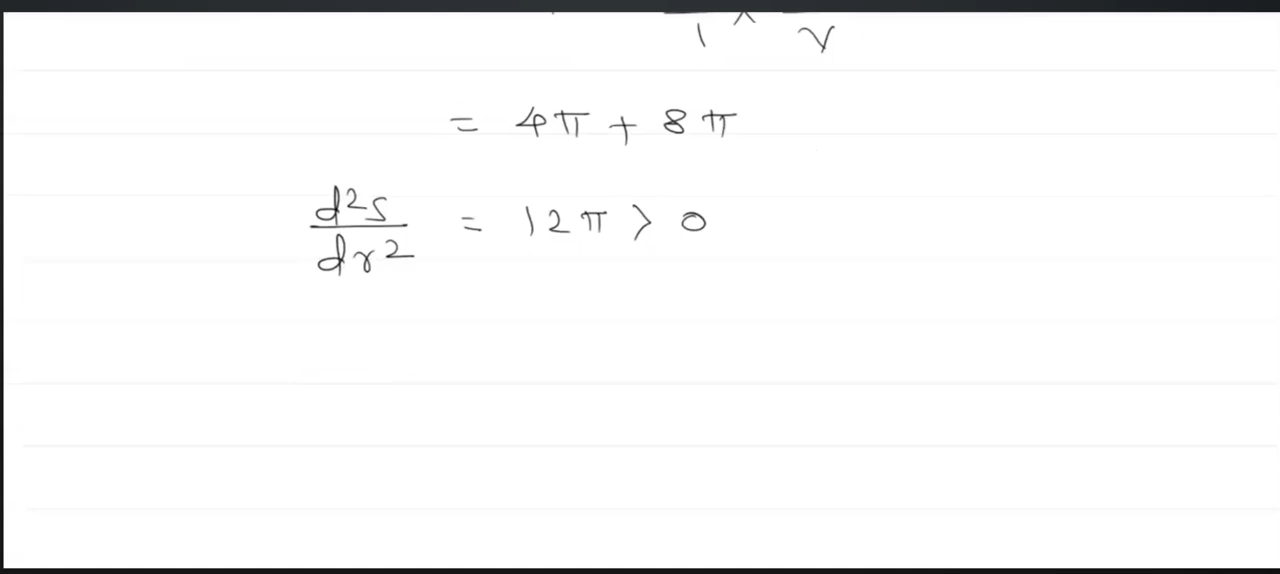 = 4π + 8π
d²s/dr² = 12π > 0